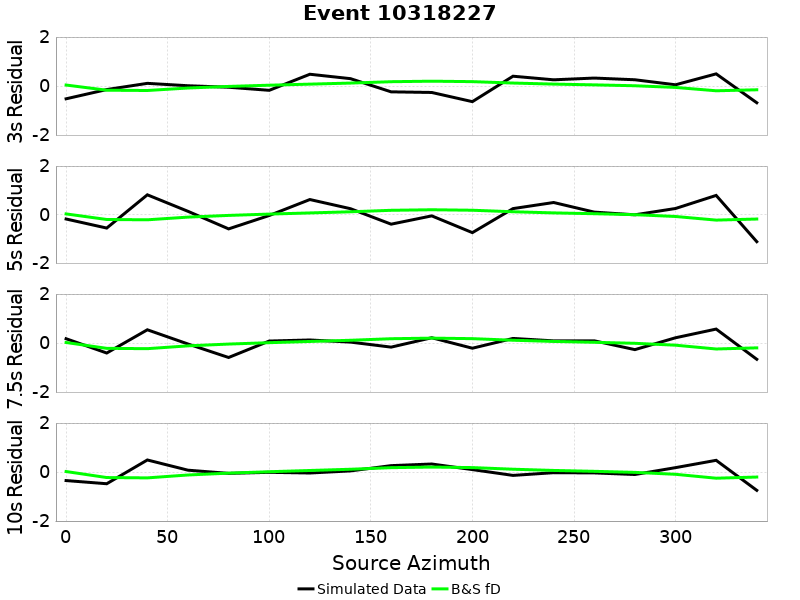 Event 10318227
3s Residual
2
0
-2
5s Residual
2
0
-2
7.5s Residual
2
0
-2
10s Residual
2
0
-2
0 50 100 150 200 250 300
Source Azimuth
Simulated Data B&S fD